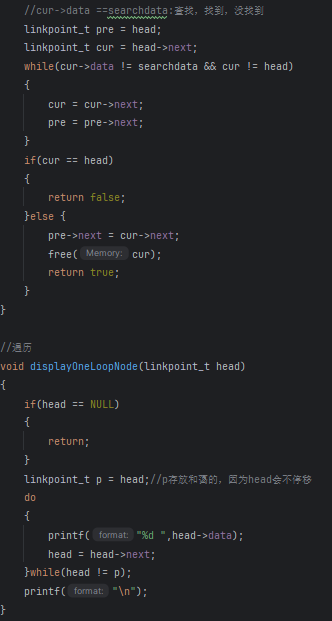 //cur->data ==searchdata:查找，找到，没找到
linkpoint_t pre = head;
linkpoint_t cur = head->next;
while(cur->data != searchdata && cur != head)
{
cur = cur->next;
pre = pre->next;
}
if(cur == head)
{
return false;
}else {
pre->next = cur->next;
free( Memory: cur);
return true;
}
}
//遍历
void displayOneLoopNode(linkpoint_t head)
{
if(head == NULL)
{
return;
}
linkpoint_t p = head;//p存放和的，因为head会不停移
do
{
printf( format: "%d ",head->data);
head = head->next;
}while(head != p);
printf( format: "\n");
}